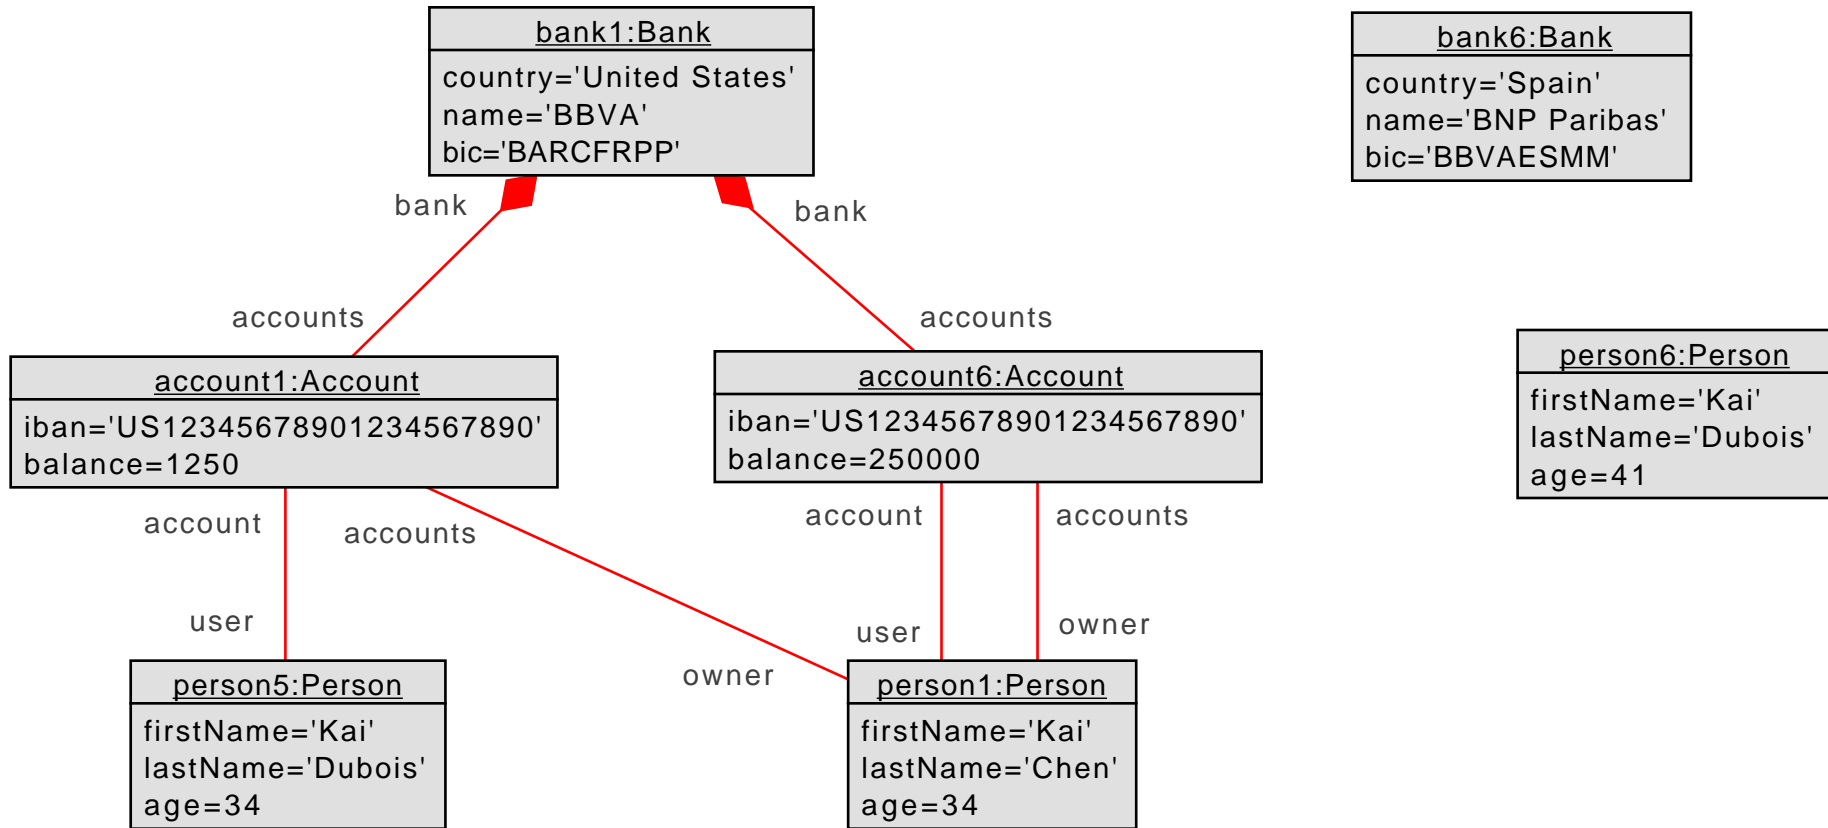 bank1:Bank
country='United States'
name='BBVA'
bic='BARCFRPP'
bank6:Bank
country='Spain'
name='BNP Paribas'
bic='BBVAESMM'
bank
bank
accounts
accounts
account1:Account
iban='US12345678901234567890'
balance=1250
account6:Account
iban='US12345678901234567890'
balance=250000
person6:Person
firstName='Kai'
lastName='Dubois'
age=41
account
accounts
account
accounts
user
owner
user
owner
person5:Person
firstName='Kai'
lastName='Dubois'
age=34
person1:Person
firstName='Kai'
lastName='Chen'
age=34